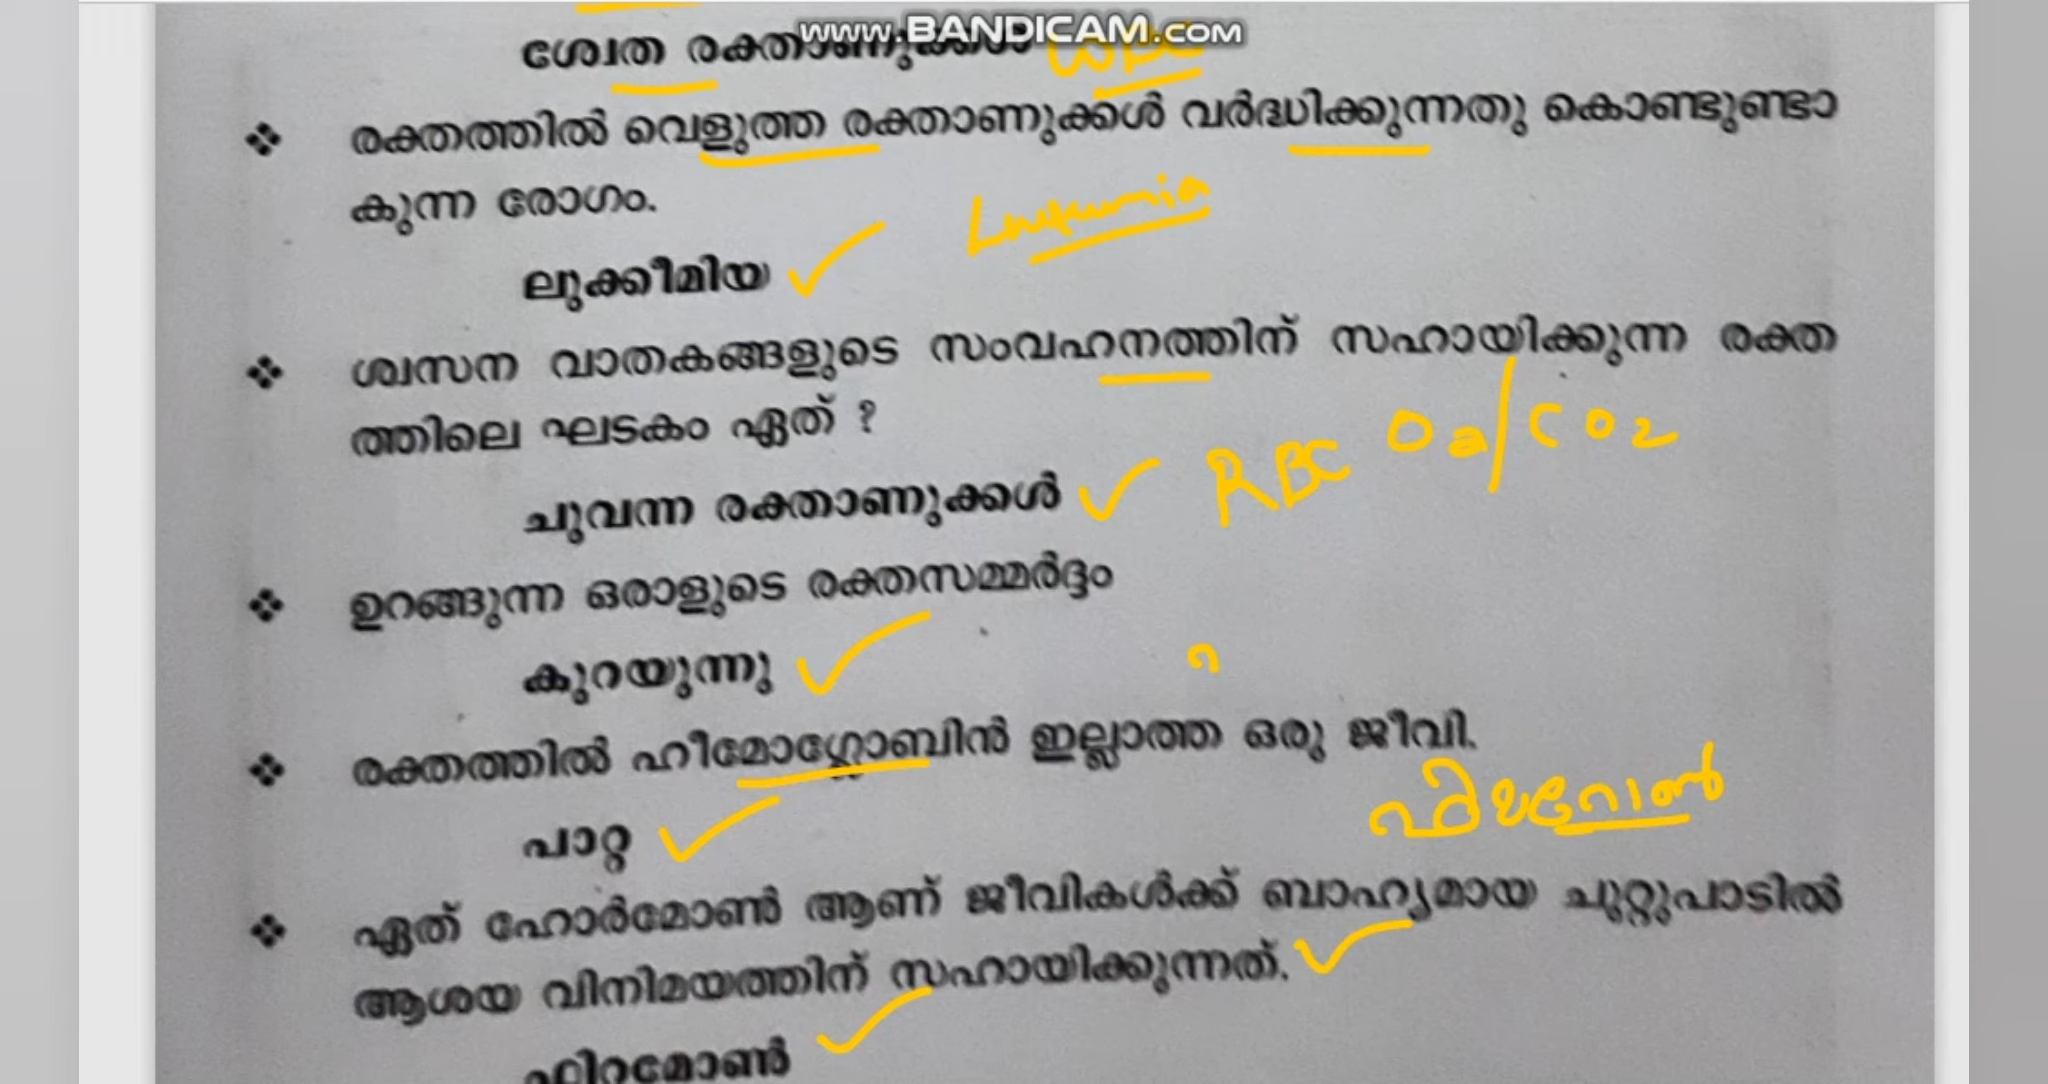 www.BANDICAM.COM
ശ്വേത രക്താണുക്കൾ WBC
❖ രക്തത്തിൽ വെളുത്ത രക്താണുക്കൾ വർദ്ധിക്കുന്നതു കൊണ്ടുണ്ടാ
കുന്ന രോഗം.
ലുക്കീമിയ
❖ ശ്വസന വാതകങ്ങളുടെ സംവഹനത്തിന് സഹായിക്കുന്ന രക്ത
ത്തിലെ ഘടകം ഏത് ?
ചുവന്ന രക്താണുക്കൾ RBC O2/CO2
❖ ഉറങ്ങുന്ന ഒരാളുടെ രക്തസമ്മർദ്ദം
കുറയുന്നു
❖ രക്തത്തിൽ ഹീമോഗ്ലോബിൻ ഇല്ലാത്ത ഒരു ജീവി.
പാറ്റ
❖ ഏത് ഹോർമോൺ ആണ് ജീവികൾക്ക് ബാഹ്യമായ ചുറ്റുപാടിൽ
ആശയ വിനിമയത്തിന് സഹായിക്കുന്നത്.
ഫിറമോൺ